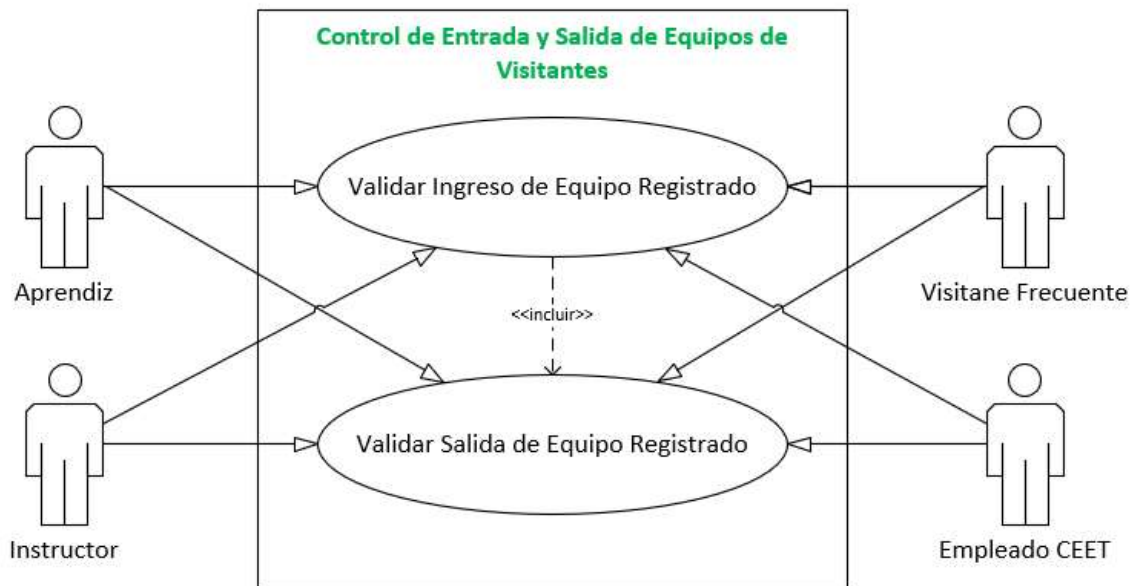 Control de Entrada y Salida de Equipos de
Visitantes
Validar Ingreso de Equipo Registrado
Aprendiz
Visitane Frecuente
<<incluir>>
Validar Salida de Equipo Registrado
Instructor
Empleado CEET